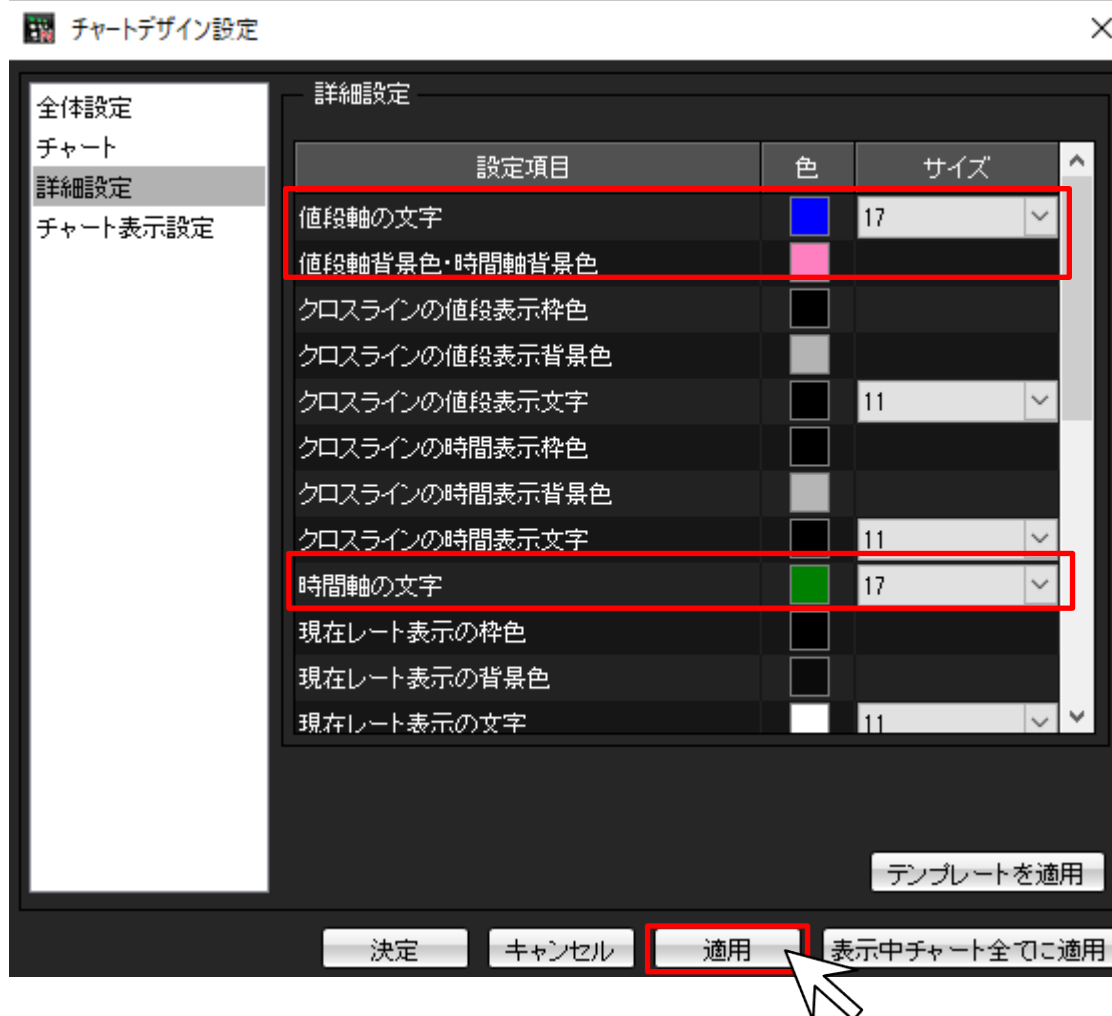 チャートデザイン設定
全体設定
チャート
詳細設定
チャート表示設定
詳細設定
設定項目 色 サイズ
値段軸の文字 17
値段軸背景色・時間軸背景色
クロスラインの値段表示枠色
クロスラインの値段表示背景色
クロスラインの値段表示文字 11
クロスラインの時間表示枠色
クロスラインの時間表示背景色
クロスラインの時間表示文字 11
時間軸の文字 17
現在レート表示の枠色
現在レート表示の背景色
現在レート表示の文字 11
テンプレートを適用
決定 キャンセル 適用 表示中チャート全てに適用